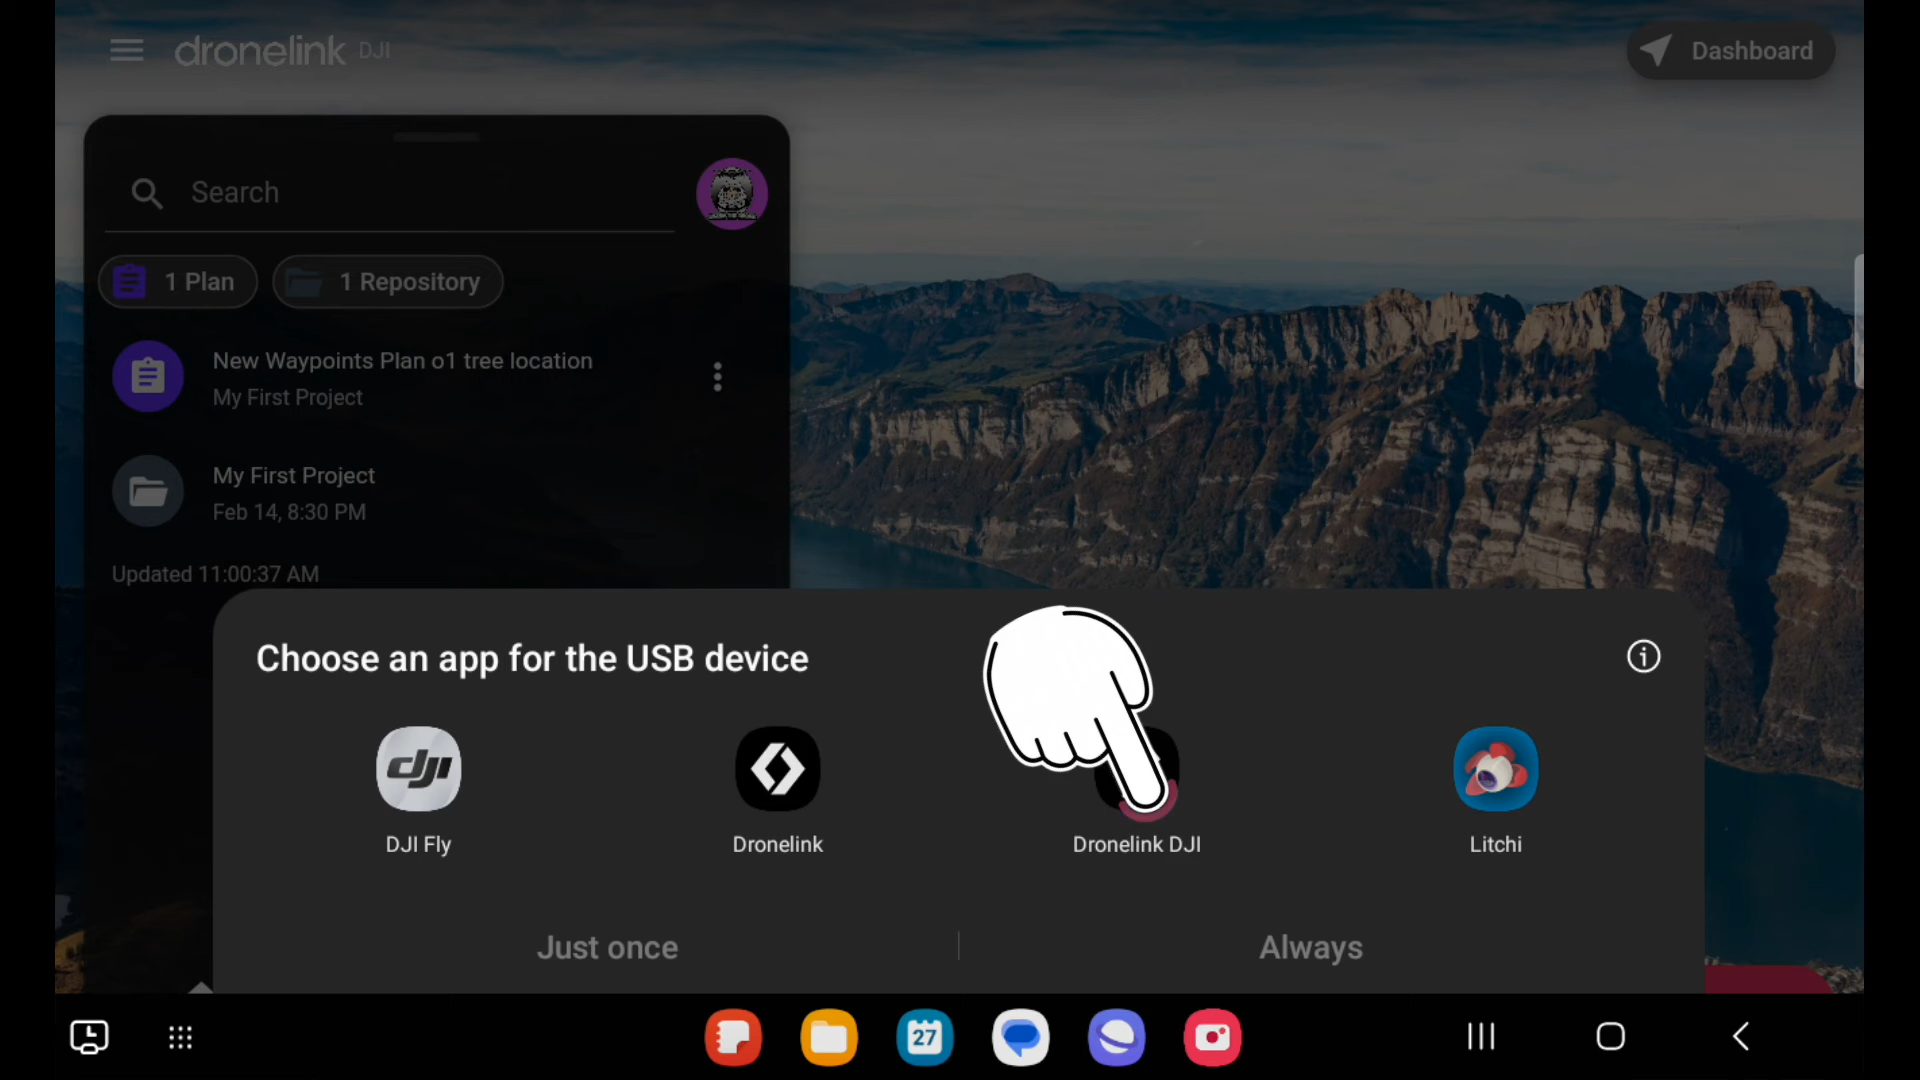 dronelink DJI
Dashboard
Search
1 Plan
1 Repository
New Waypoints Plan o1 tree location
My First Project
My First Project
Feb 14, 8:30 PM
Updated 11:00:37 AM
Choose an app for the USB device
dji
DJI Fly
Dronelink
Dronelink DJI
Litchi
Just once
Always
27